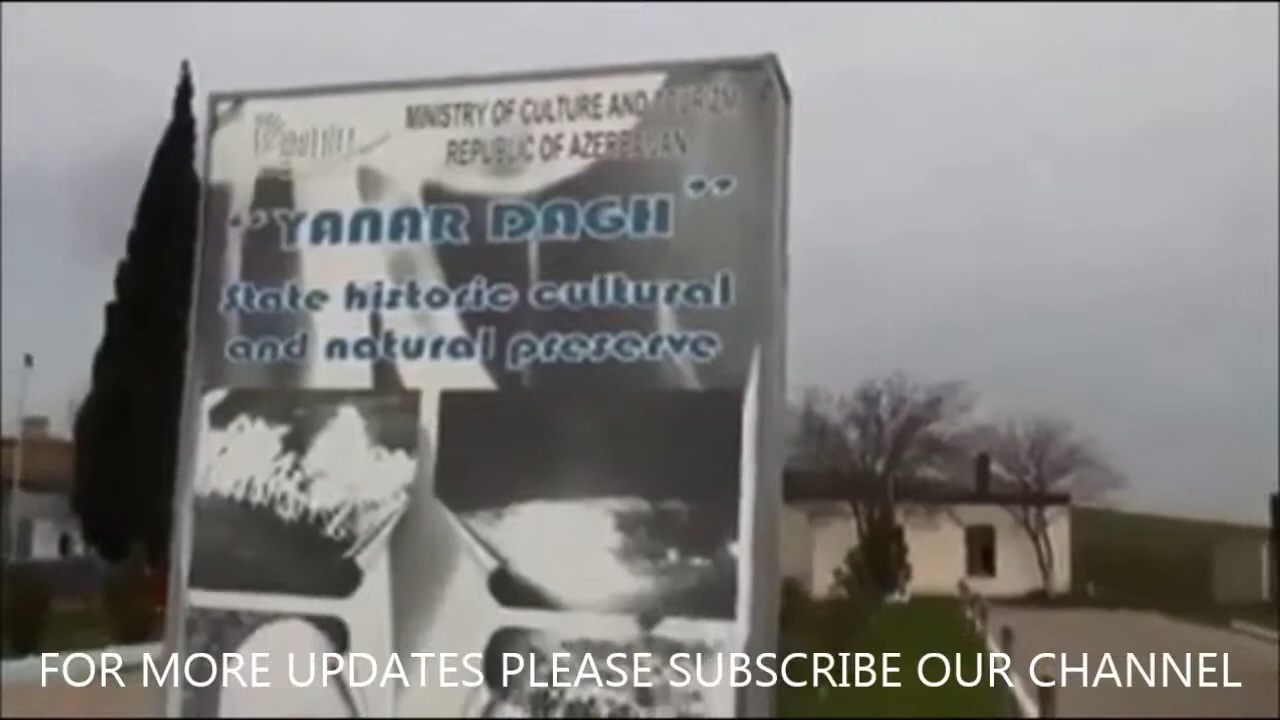 MINISTRY OF CULTURE AND TOURIZM
REPUBLIC OF AZERBAIJAN
"YANAR DAGH"
State historic cultural
and natural preserve
FOR MORE UPDATES PLEASE SUBSCRIBE OUR CHANNEL